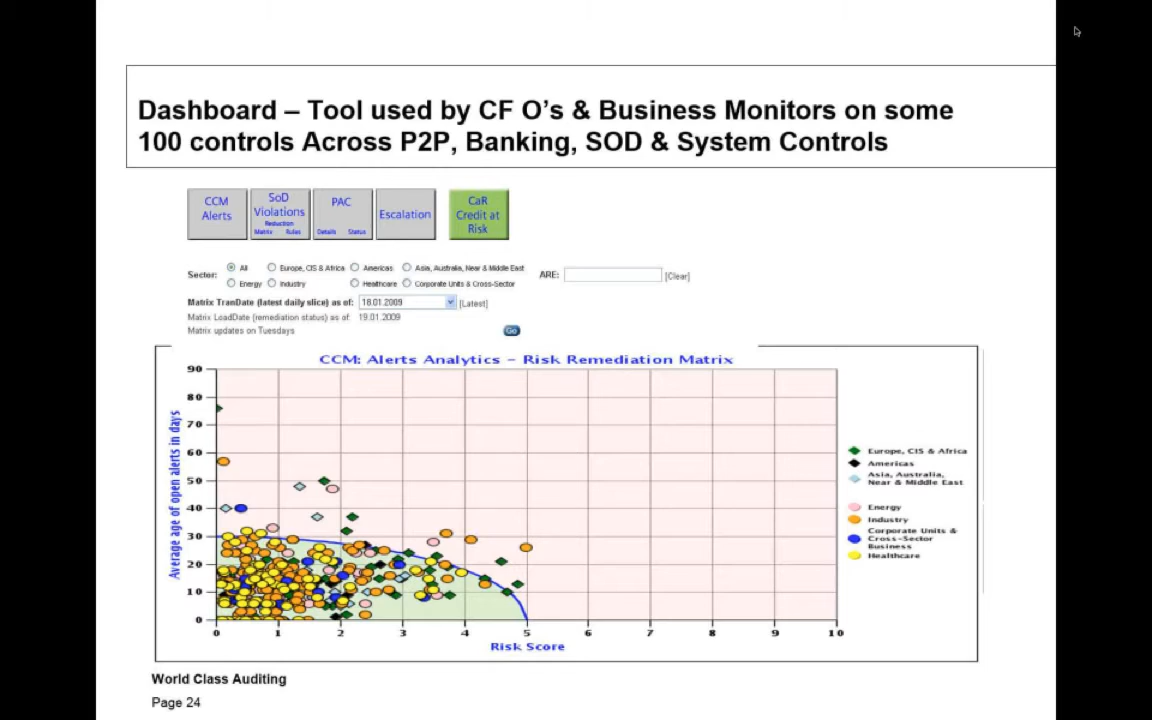 Dashboard – Tool used by CF O's & Business Monitors on some
100 controls Across P2P, Banking, SOD & System Controls
CCM
Alerts
SoD
Violations
Reduction
Matrix Rules
PAC
Details Status
Escalation
CaR
Credit at
Risk
Sector:
All
Europe, CIS & Africa
Americas
Asia, Australia, Near & Middle East
Energy
Industry
Healthcare
Corporate Units & Cross-Sector
ARE:
[Clear]
Matrix TranDate (latest daily slice) as of:
18.01.2009
[Latest]
Matrix LoadDate (remediation status) as of:
19.01.2009
Matrix updates on Tuesdays
Go
CCM: Alerts Analytics - Risk Remediation Matrix
Average age of open alerts in days
90
80
70
60
50
40
30
20
10
0
0 1 2 3 4 5 6 7 8 9 10
Risk Score
Europe, CIS & Africa
Americas
Asia, Australia,
Near & Middle East
Energy
Industry
Corporate Units &
Cross-Sector
Business
Healthcare
World Class Auditing
Page 24